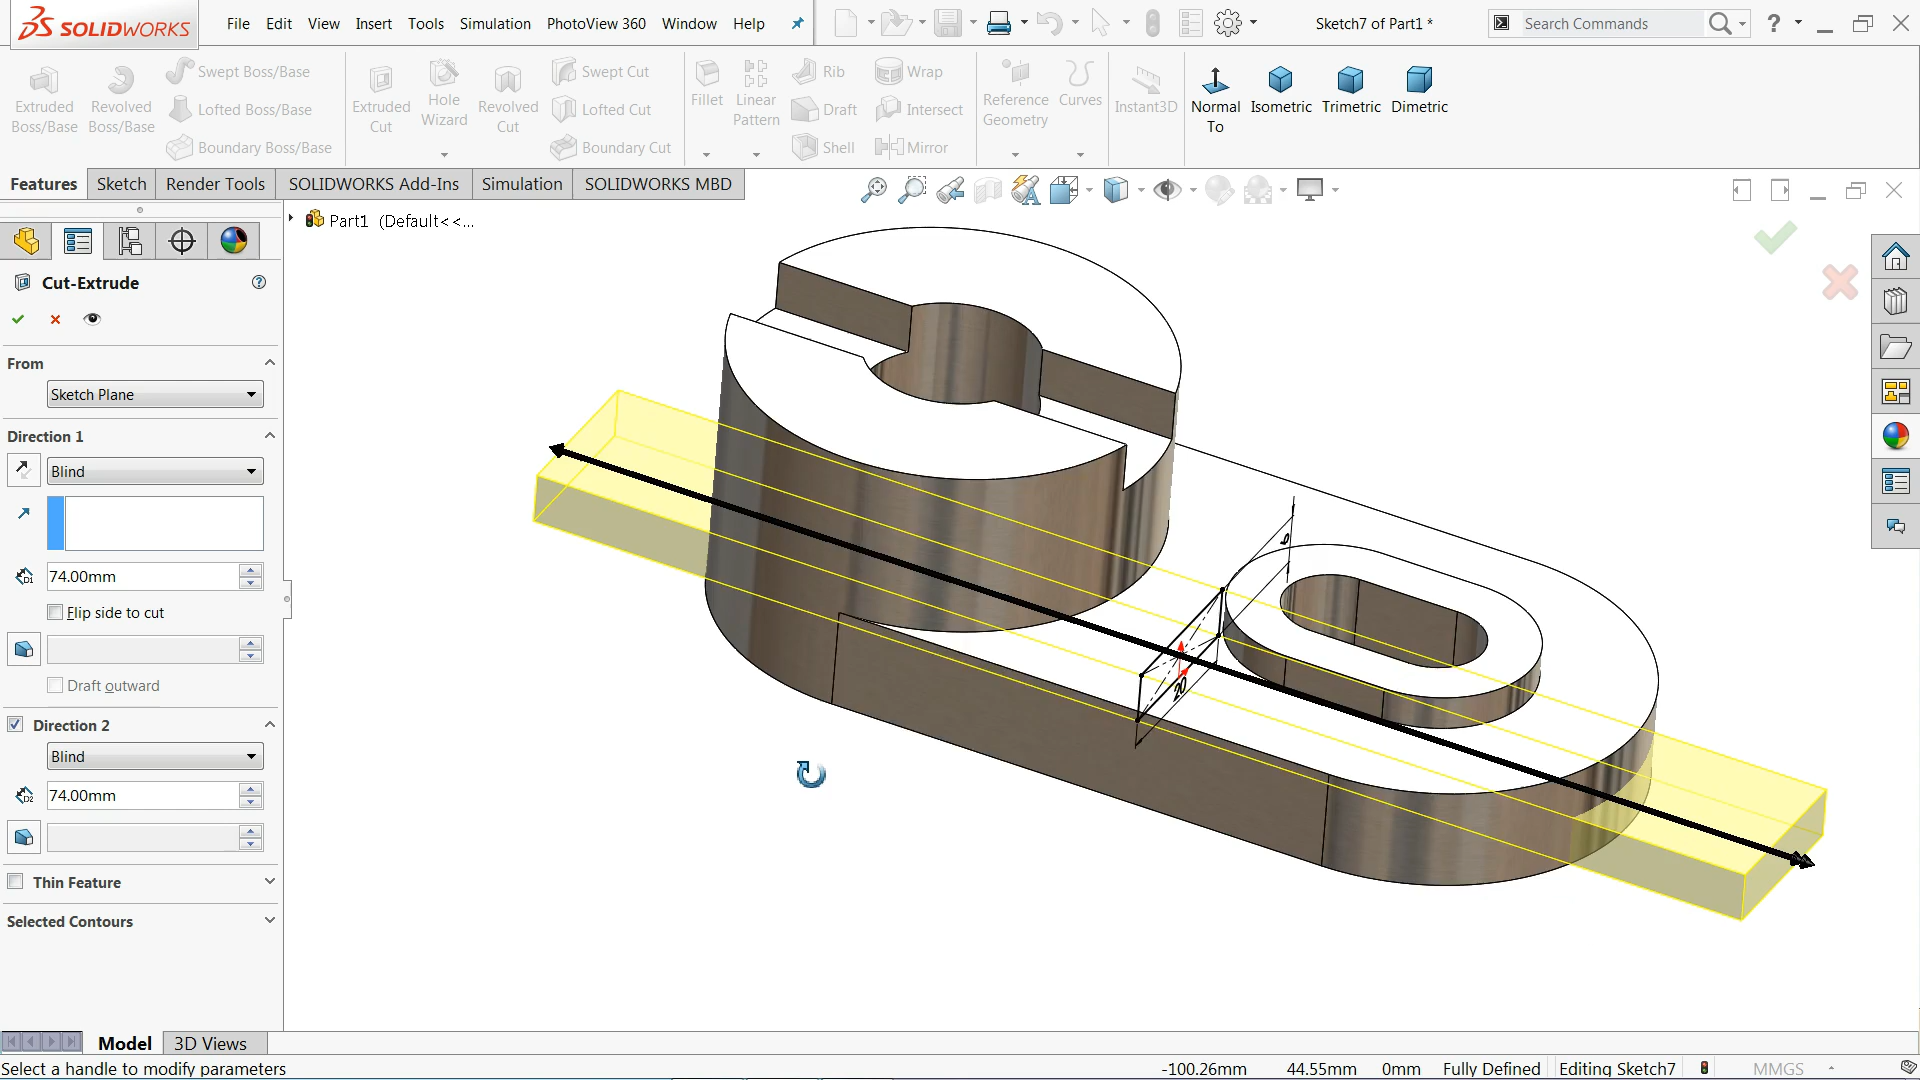 SOLIDWORKS
File Edit View Insert Tools Simulation PhotoView 360 Window Help
Sketch7 of Part1 *
Search Commands
?
Extruded Boss/Base
Revolved Boss/Base
Swept Boss/Base
Lofted Boss/Base
Boundary Boss/Base
Extruded Cut
Hole Wizard
Revolved Cut
Swept Cut
Lofted Cut
Boundary Cut
Fillet
Linear Pattern
Rib
Draft
Shell
Wrap
Intersect
Mirror
Reference Geometry
Curves
Instant3D
Normal To
Isometric
Trimetric
Dimetric
Features Sketch Render Tools SOLIDWORKS Add-Ins Simulation SOLIDWORKS MBD
Part1 (Default<<...
Cut-Extrude
?
From
Sketch Plane
Direction 1
Blind
D1
74.00mm
Flip side to cut
Draft outward
Direction 2
Blind
D2
74.00mm
Thin Feature
Selected Contours
20
Model 3D Views
Select a handle to modify parameters
-100.26mm 44.55mm 0mm Fully Defined Editing Sketch7 MMGS